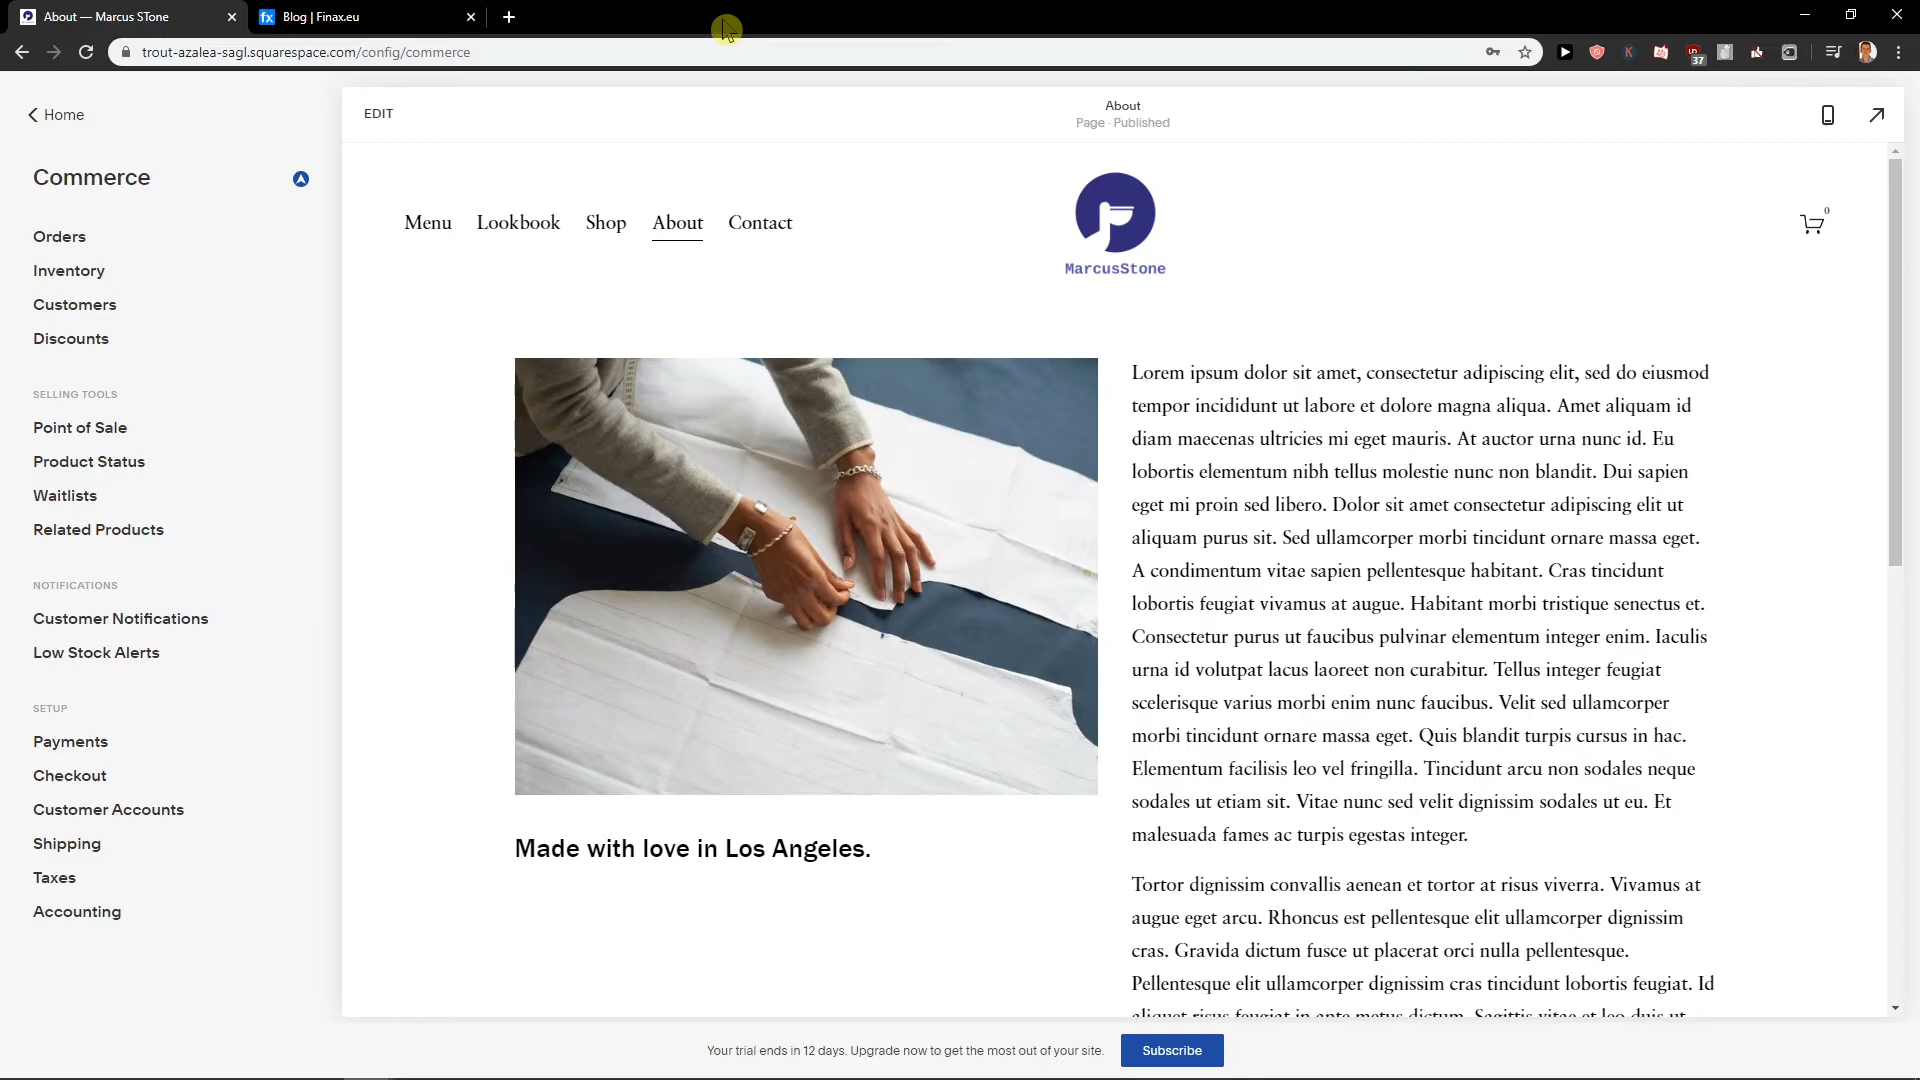 About — Marcus STone
Blog | Finax.eu
trout-azalea-sagl.squarespace.com/config/commerce
37
Home
EDIT
About
Page · Published
Commerce
Orders
Inventory
Customers
Discounts
SELLING TOOLS
Point of Sale
Product Status
Waitlists
Related Products
NOTIFICATIONS
Customer Notifications
Low Stock Alerts
SETUP
Payments
Checkout
Customer Accounts
Shipping
Taxes
Accounting
Menu Lookbook Shop About Contact
MarcusStone
0
Made with love in Los Angeles.
Lorem ipsum dolor sit amet, consectetur adipiscing elit, sed do eiusmod
tempor incididunt ut labore et dolore magna aliqua. Amet aliquam id
diam maecenas ultricies mi eget mauris. At auctor urna nunc id. Eu
lobortis elementum nibh tellus molestie nunc non blandit. Dui sapien
eget mi proin sed libero. Dolor sit amet consectetur adipiscing elit ut
aliquam purus sit. Sed ullamcorper morbi tincidunt ornare massa eget.
A condimentum vitae sapien pellentesque habitant. Cras tincidunt
lobortis feugiat vivamus at augue. Habitant morbi tristique senectus et.
Consectetur purus ut faucibus pulvinar elementum integer enim. Iaculis
urna id volutpat lacus laoreet non curabitur. Tellus integer feugiat
scelerisque varius morbi enim nunc faucibus. Velit sed ullamcorper
morbi tincidunt ornare massa eget. Quis blandit turpis cursus in hac.
Elementum facilisis leo vel fringilla. Tincidunt arcu non sodales neque
sodales ut etiam sit. Vitae nunc sed velit dignissim sodales ut eu. Et
malesuada fames ac turpis egestas integer.
Tortor dignissim convallis aenean et tortor at risus viverra. Vivamus at
augue eget arcu. Rhoncus est pellentesque elit ullamcorper dignissim
cras. Gravida dictum fusce ut placerat orci nulla pellentesque.
Pellentesque elit ullamcorper dignissim cras tincidunt lobortis feugiat. Id
aliquet risus feugiat in ante metus dictum. Sagittis vitae et leo duis ut
Your trial ends in 12 days. Upgrade now to get the most out of your site.
Subscribe